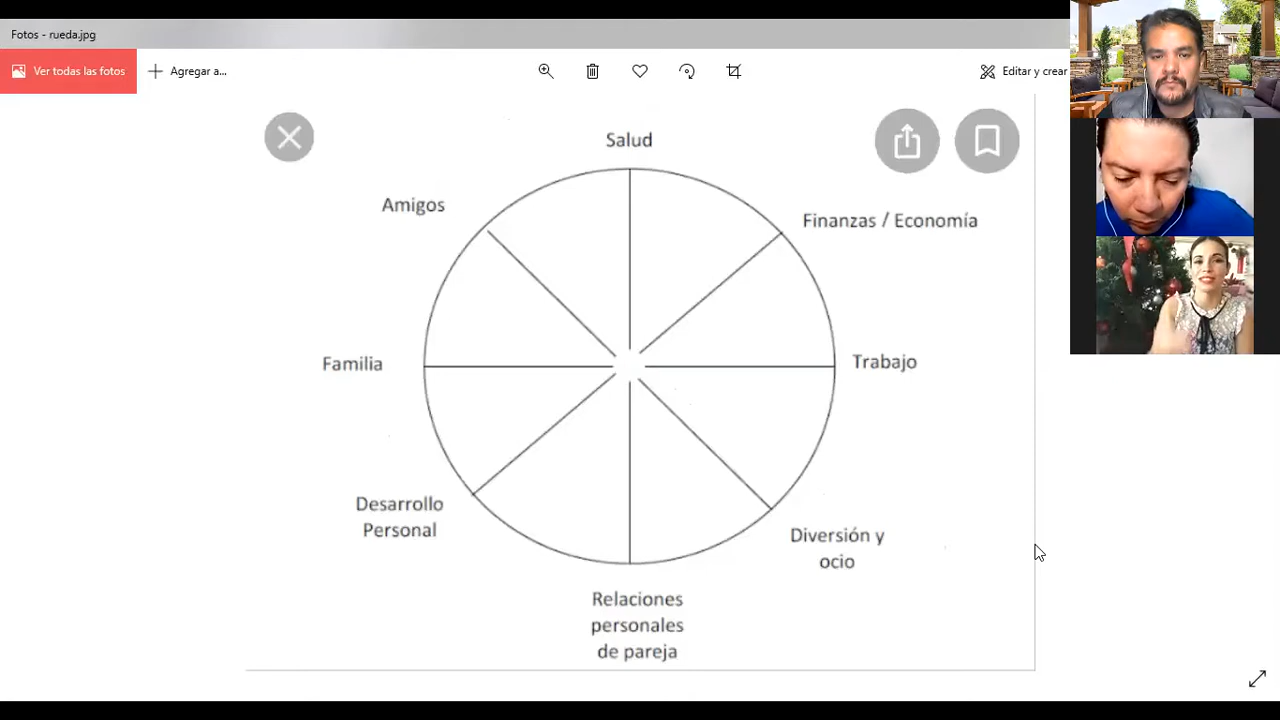 Fotos - rueda.jpg
Ver todas las fotos
Agregar a...
Editar y crear
Salud
Amigos
Finanzas / Economía
Familia
Trabajo
Desarrollo
Personal
Diversión y
ocio
Relaciones
personales
de pareja